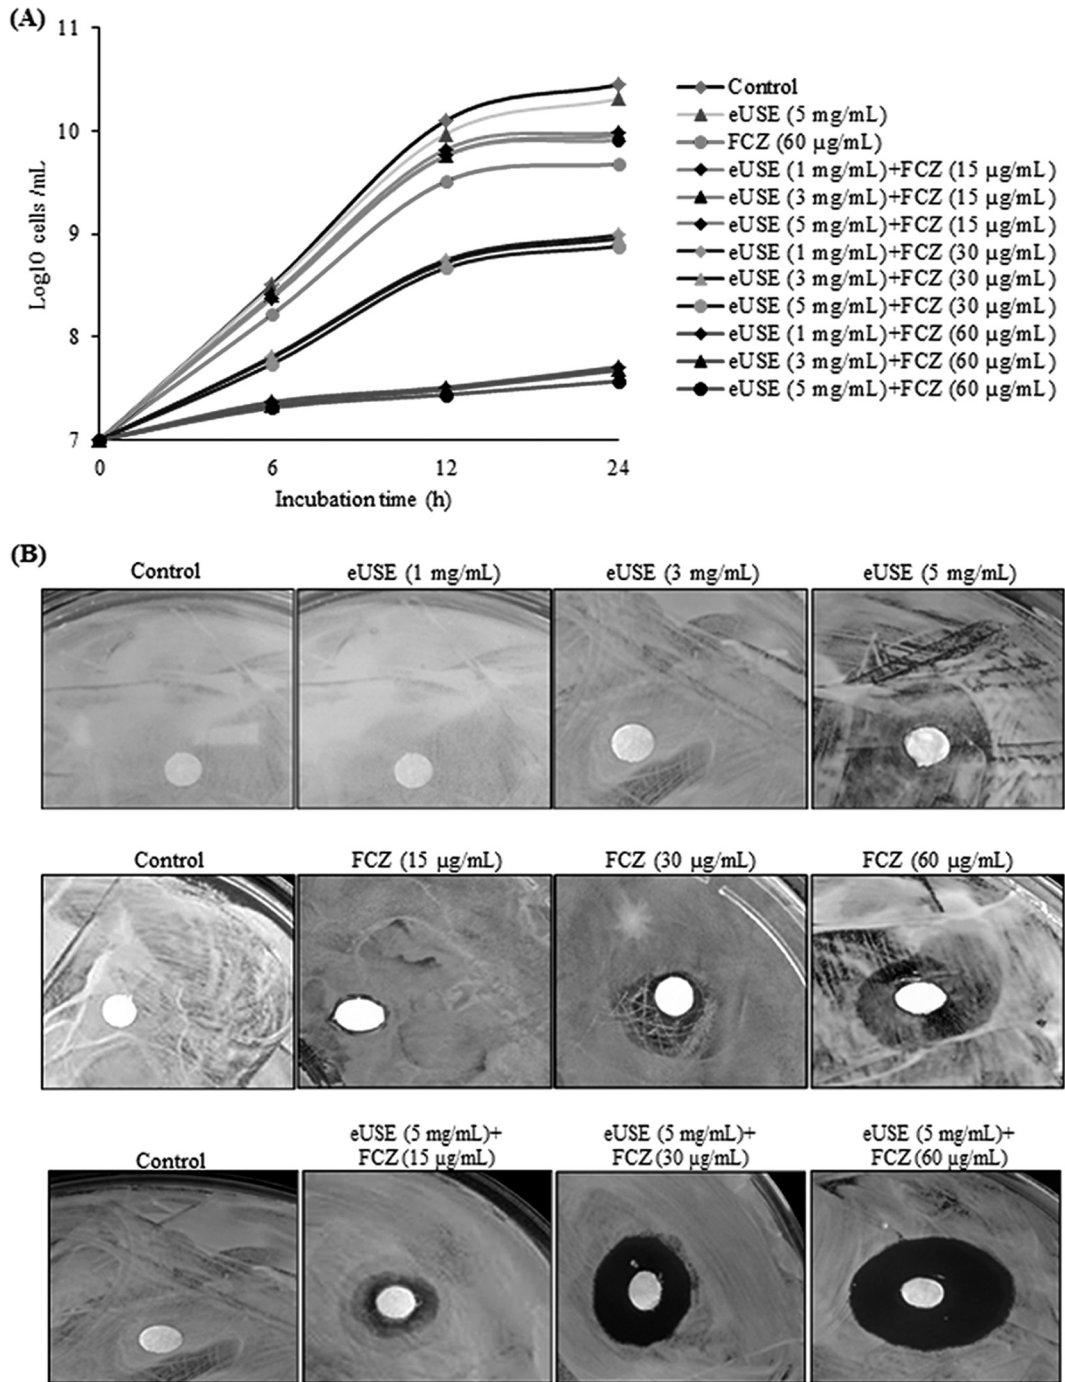 (A)
11
10
9
8
7
Log10 cells /mL
0 6 12 24
Incubation time (h)
Control
eUSE (5 mg/mL)
FCZ (60 µg/mL)
eUSE (1 mg/mL)+FCZ (15 µg/mL)
eUSE (3 mg/mL)+FCZ (15 µg/mL)
eUSE (5 mg/mL)+FCZ (15 µg/mL)
eUSE (1 mg/mL)+FCZ (30 µg/mL)
eUSE (3 mg/mL)+FCZ (30 µg/mL)
eUSE (5 mg/mL)+FCZ (30 µg/mL)
eUSE (1 mg/mL)+FCZ (60 µg/mL)
eUSE (3 mg/mL)+FCZ (60 µg/mL)
eUSE (5 mg/mL)+FCZ (60 µg/mL)
(B)
Control eUSE (1 mg/mL) eUSE (3 mg/mL) eUSE (5 mg/mL)
Control FCZ (15 µg/mL) FCZ (30 µg/mL) FCZ (60 µg/mL)
Control
eUSE (5 mg/mL)+
FCZ (15 µg/mL)
eUSE (5 mg/mL)+
FCZ (30 µg/mL)
eUSE (5 mg/mL)+
FCZ (60 µg/mL)